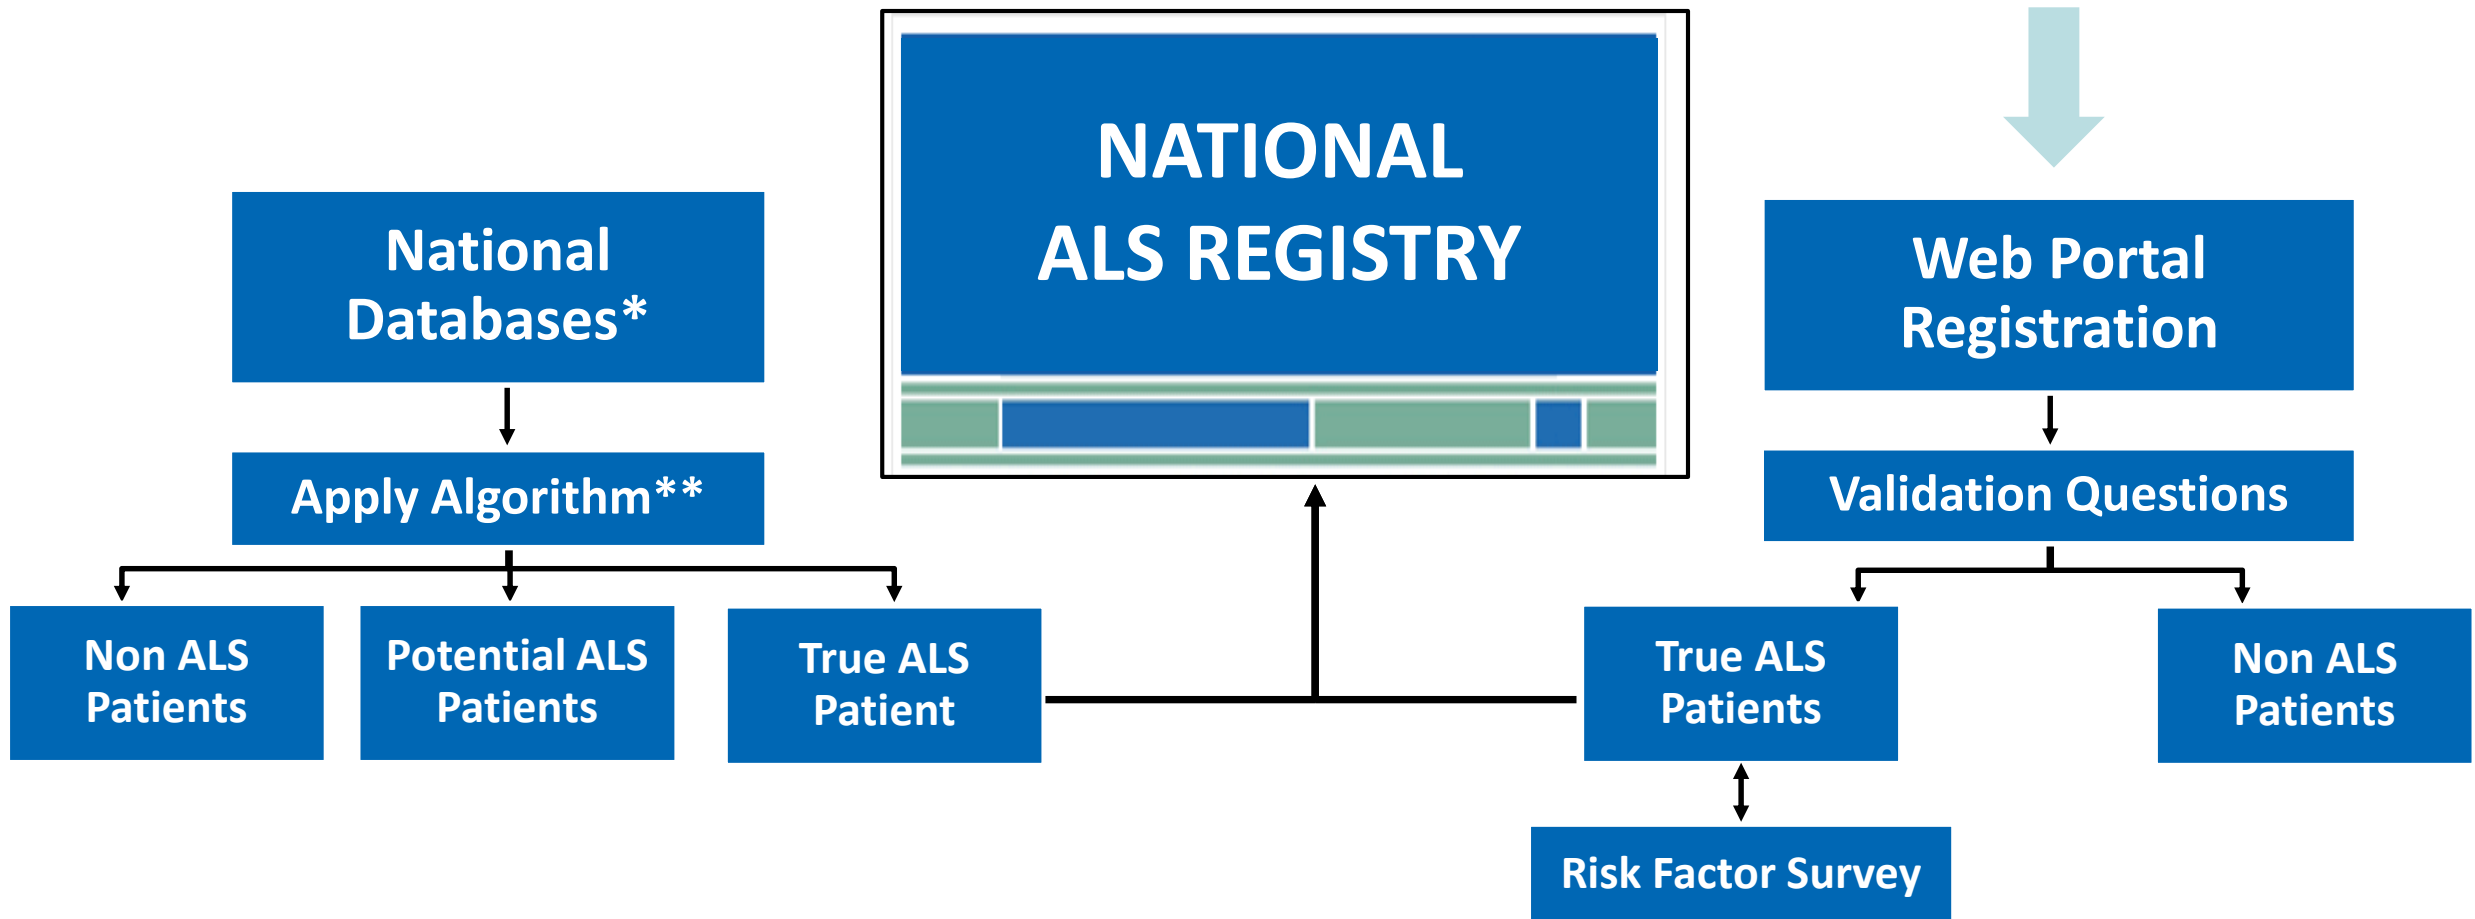 NATIONAL
ALS REGISTRY
National
Databases*
Web Portal
Registration
Apply Algorithm**
Validation Questions
Non ALS
Patients
Potential ALS
Patients
True ALS
Patient
True ALS
Patients
Non ALS
Patients
Risk Factor Survey